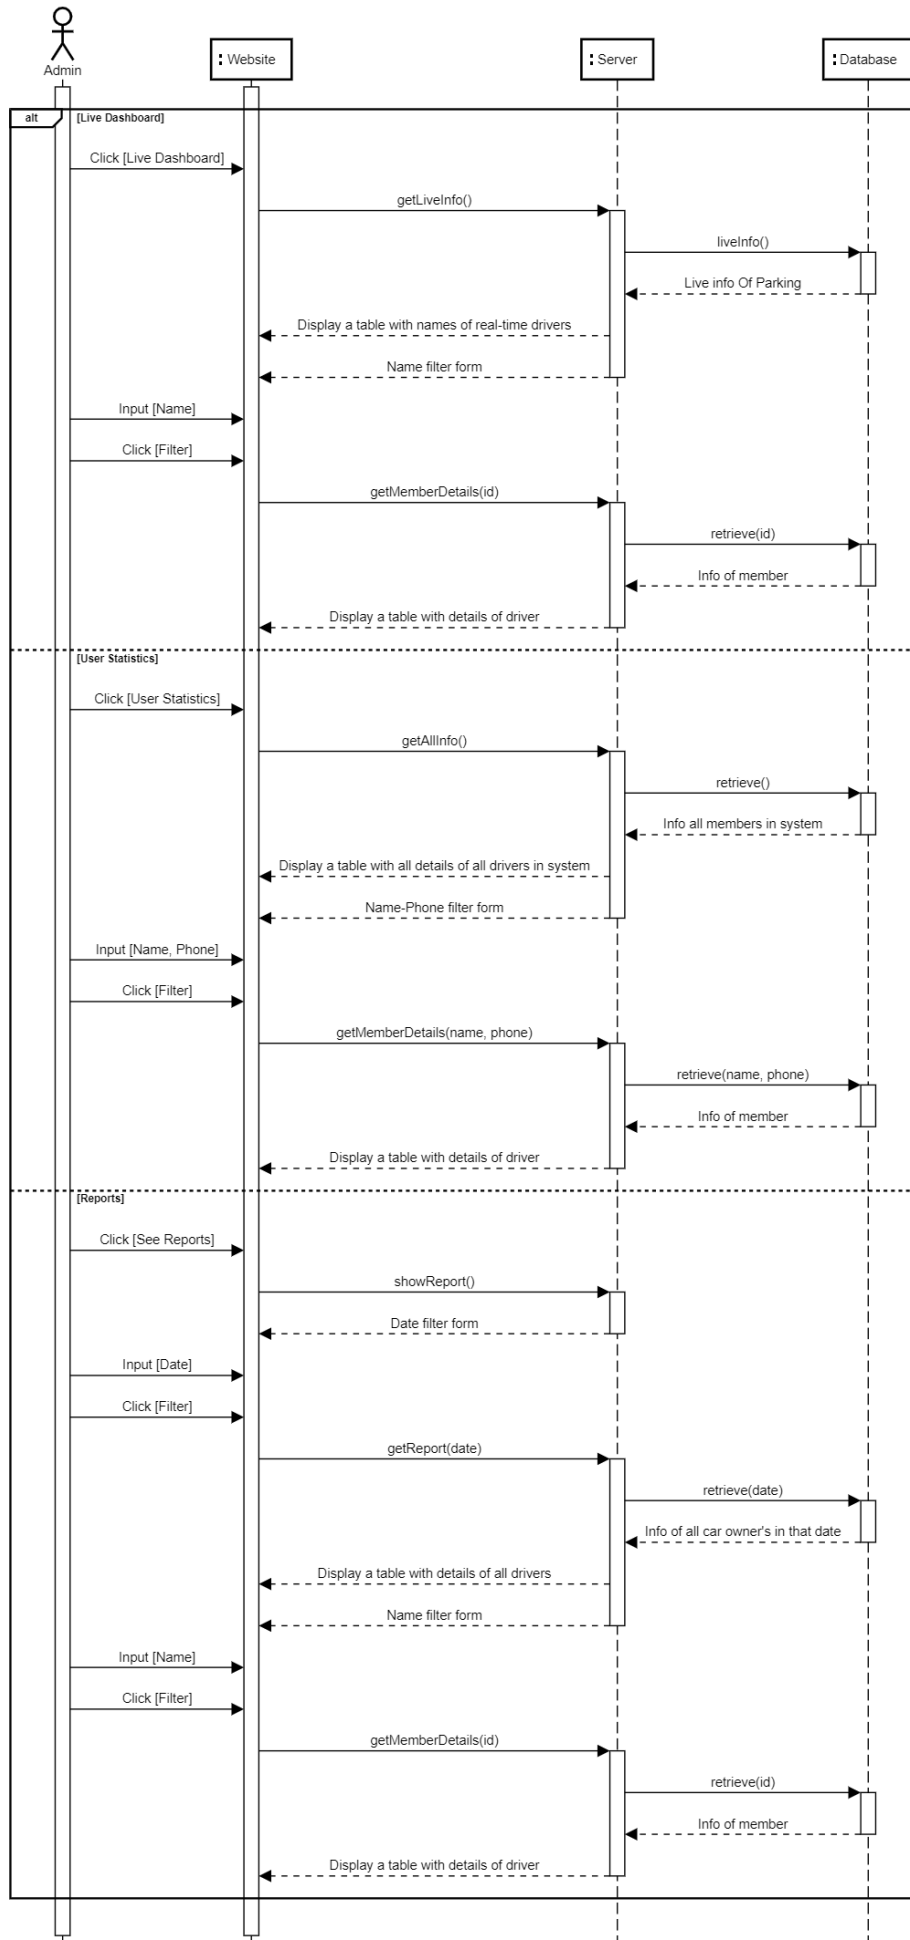 Admin
: Website
: Server
: Database
alt
[Live Dashboard]
Click [Live Dashboard]
getLiveInfo()
liveInfo()
Live info Of Parking
Display a table with names of real-time drivers
Name filter form
Input [Name]
Click [Filter]
getMemberDetails(id)
retrieve(id)
Info of member
Display a table with details of driver
[User Statistics]
Click [User Statistics]
getAllInfo()
retrieve()
Info all members in system
Display a table with all details of all drivers in system
Name-Phone filter form
Input [Name, Phone]
Click [Filter]
getMemberDetails(name, phone)
retrieve(name, phone)
Info of member
Display a table with details of driver
[Reports]
Click [See Reports]
showReport()
Date filter form
Input [Date]
Click [Filter]
getReport(date)
retrieve(date)
Info of all car owner's in that date
Display a table with details of all drivers
Name filter form
Input [Name]
Click [Filter]
getMemberDetails(id)
retrieve(id)
Info of member
Display a table with details of driver